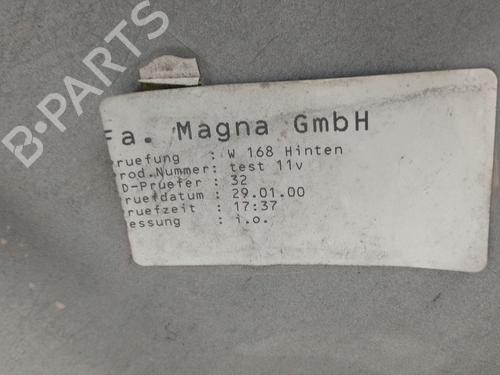 B-PARTS
Fa. Magna GmbH
ruefung : W 168 Hinten
rod.Nummer: test 11v
D-Pruefer : 32
ruefdatum : 29.01.00
ruefzeit : 17:37
essung : i.o.